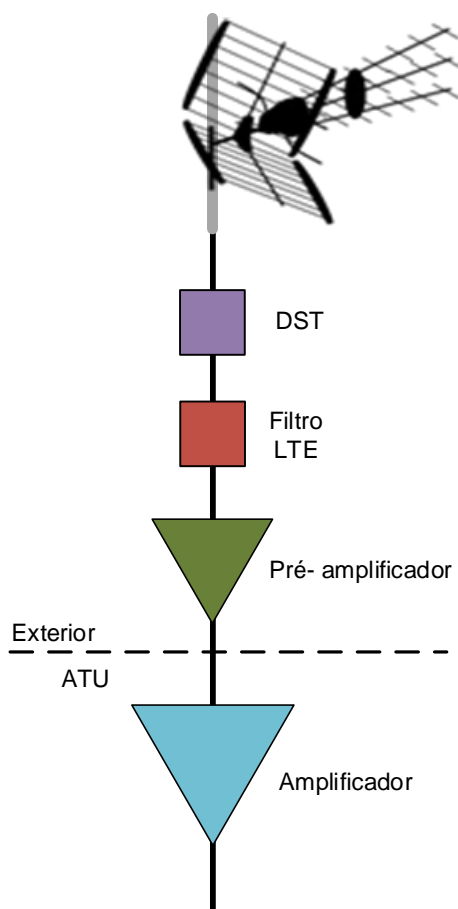 DST
Filtro
LTE
Pré- amplificador
Exterior
ATU
Amplificador